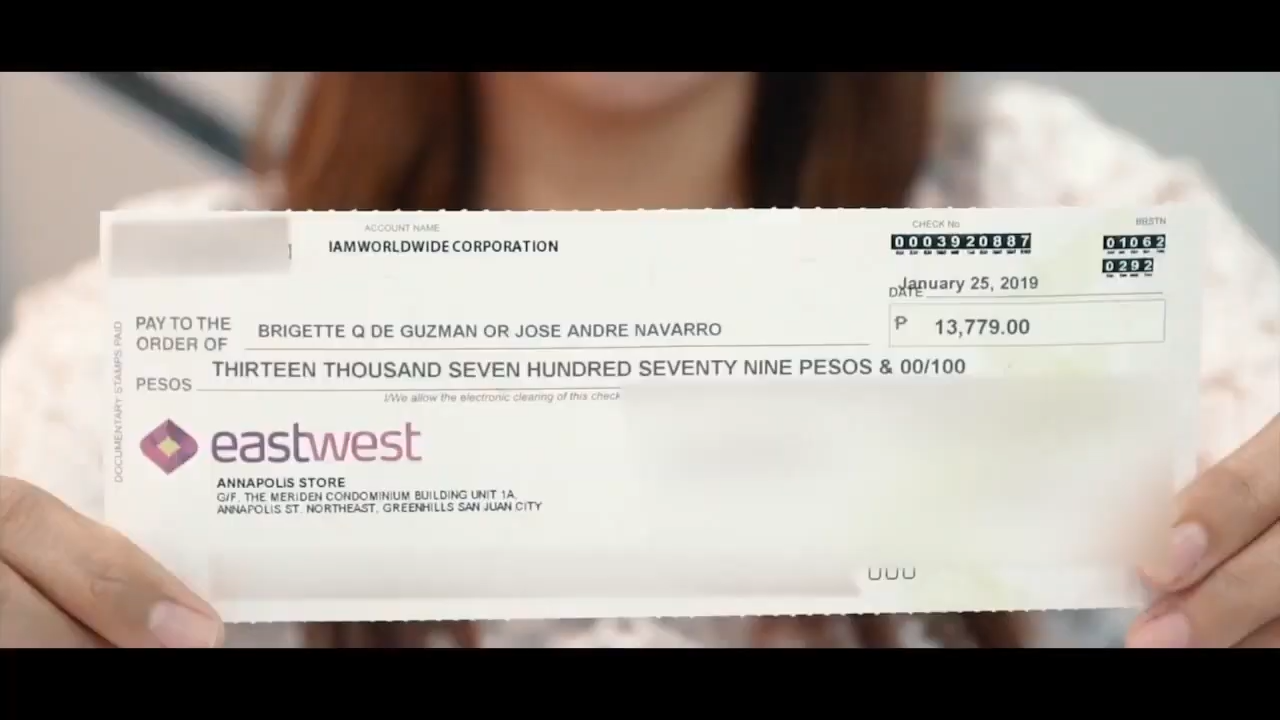 ACCOUNT NAME
IAMWORLDWIDE CORPORATION
CHECK No.
0003920887
BRSTN
01062
0292
January 25, 2019
DATE
PAY TO THE
ORDER OF
BRIGETTE Q DE GUZMAN OR JOSE ANDRE NAVARRO
₱ 13,779.00
THIRTEEN THOUSAND SEVEN HUNDRED SEVENTY NINE PESOS & 00/100
PESOS
I/We allow the electronic clearing of this check
DOCUMENTARY STAMPS PAID
eastwest
ANNAPOLIS STORE
G/F. THE MERIDEN CONDOMINIUM BUILDING UNIT 1A,
ANNAPOLIS ST. NORTHEAST, GREENHILLS SAN JUAN CITY